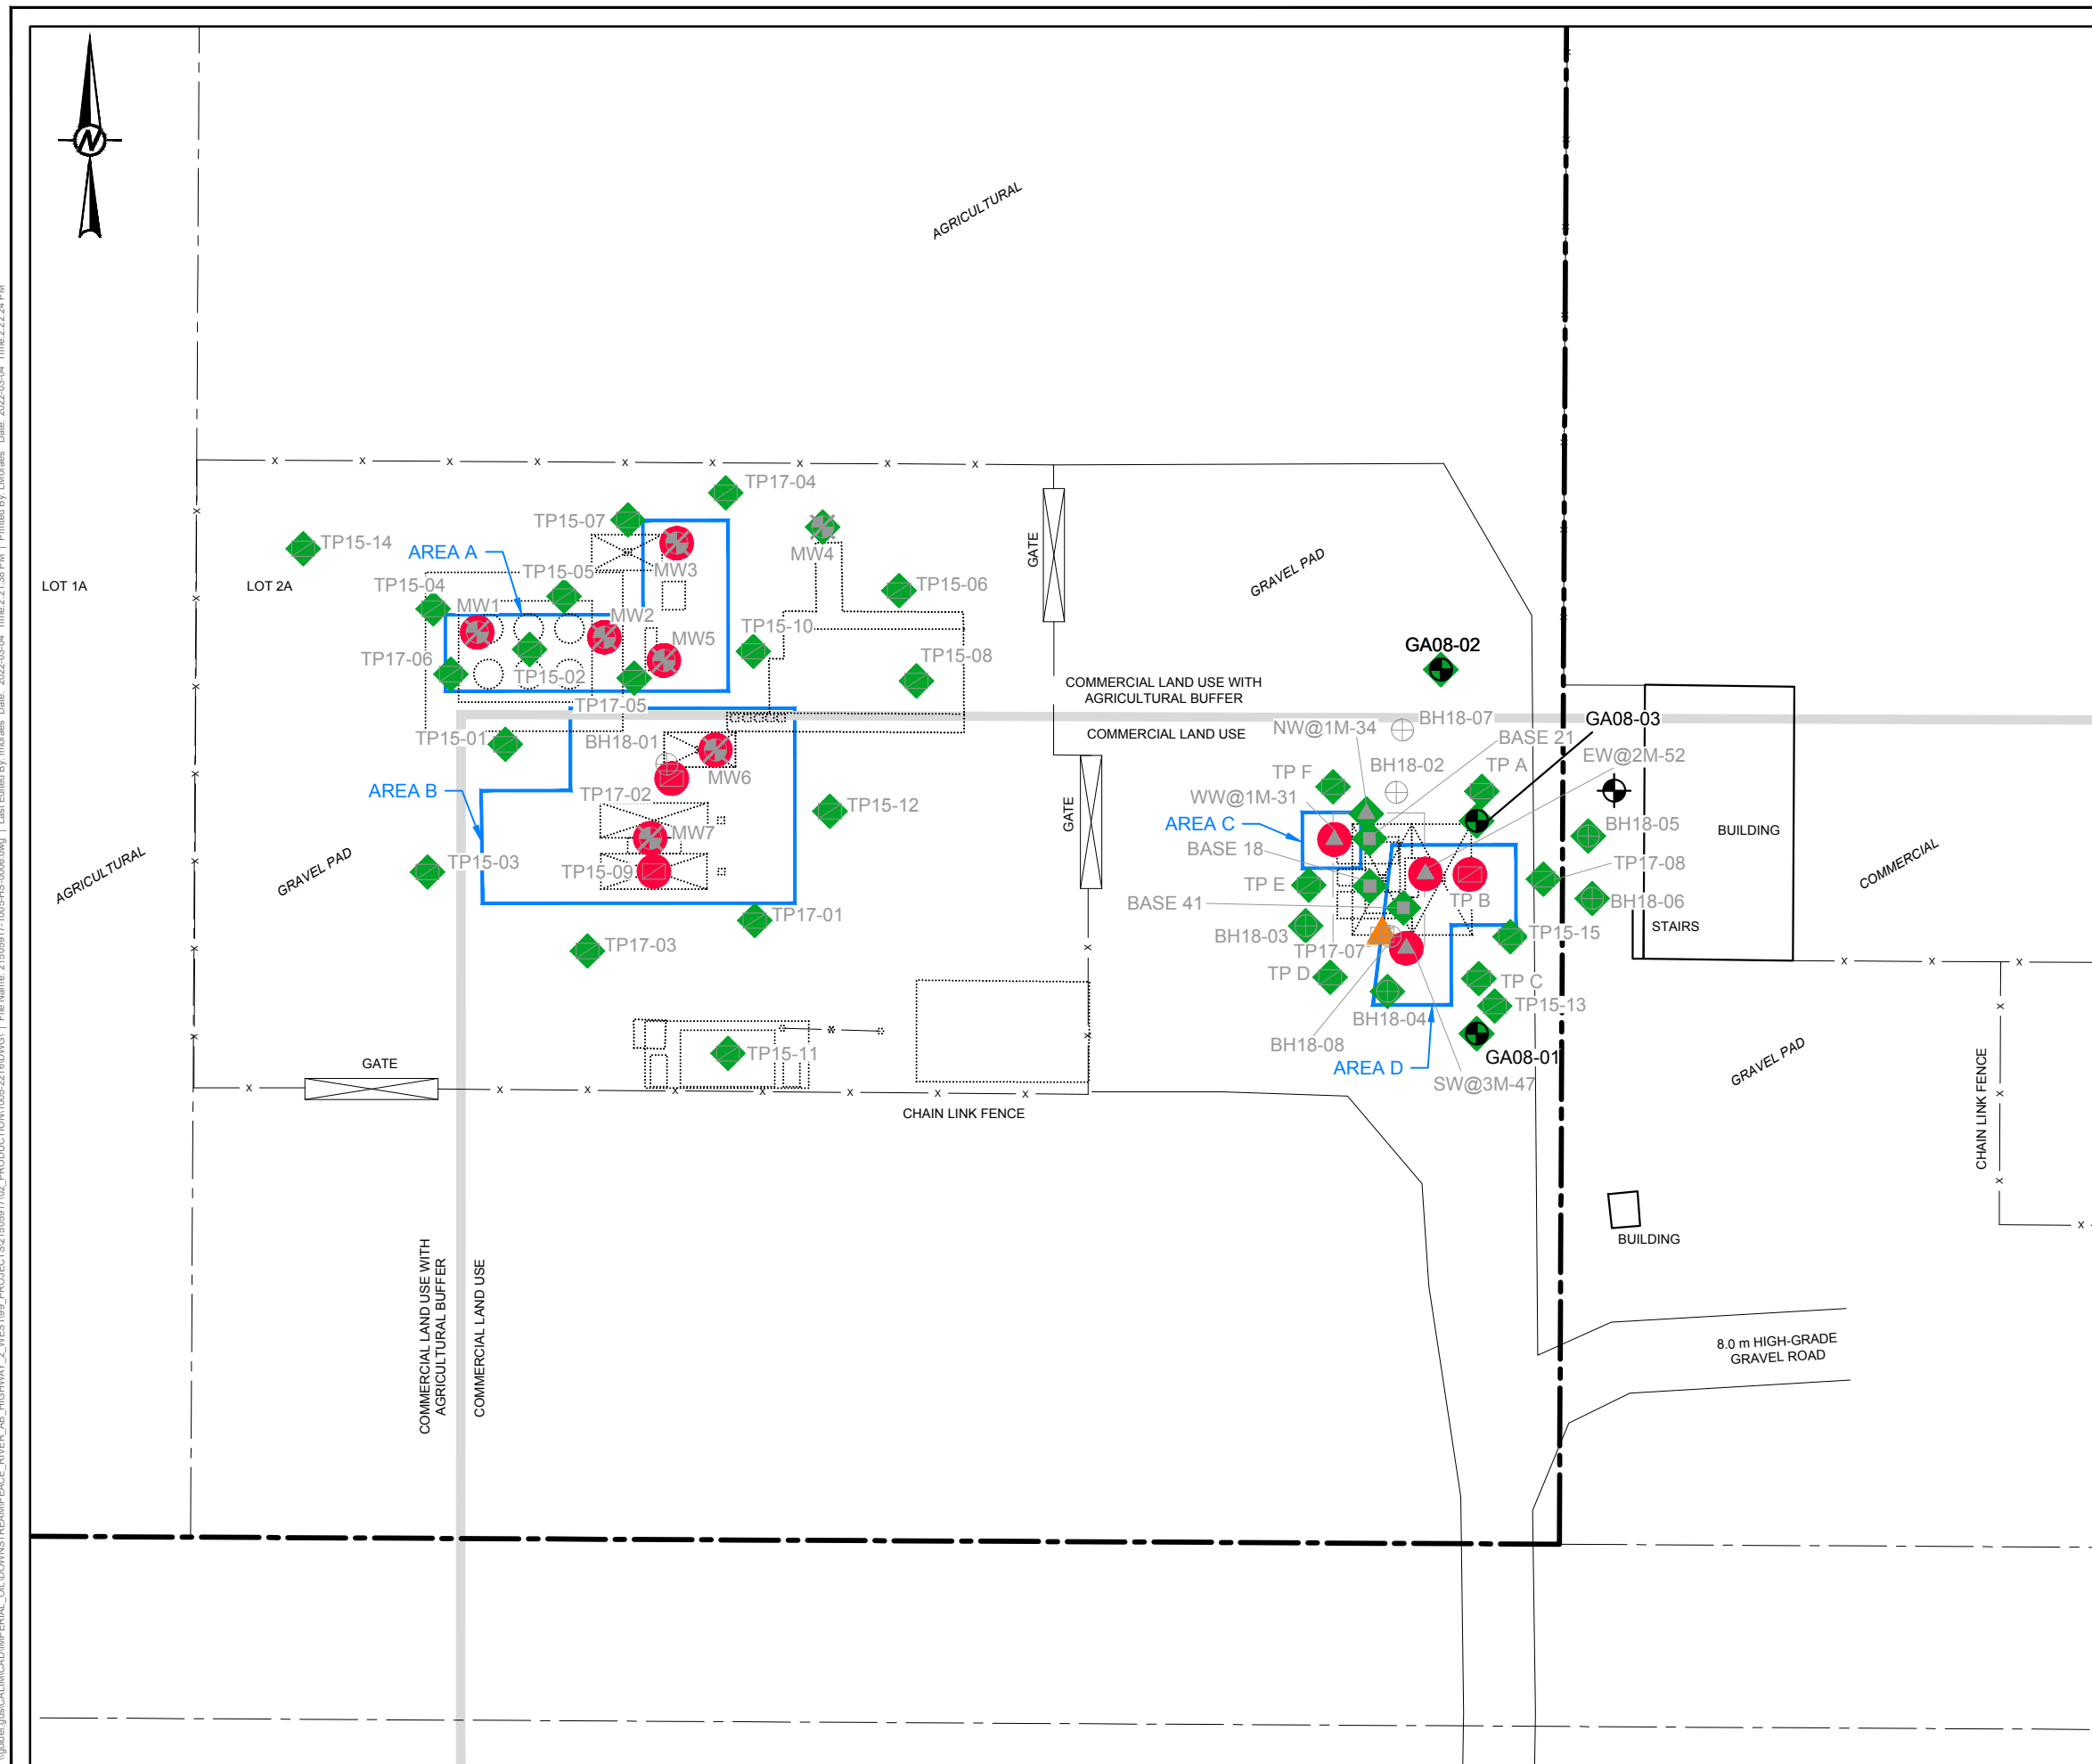 N
AGRICULTURAL
TP17-04
TP15-07
MW4
TP15-14
AREA A
MW3
GATE
GRAVEL PAD
LOT 1A
LOT 2A
TP15-04
TP15-05
TP15-06
MW1
MW2
TP15-10
MW5
GA08-02
TP17-06
TP15-02
TP15-08
COMMERCIAL LAND USE WITH
AGRICULTURAL BUFFER
TP17-05
COMMERCIAL LAND USE
NW@1M-34
BH18-07
GA08-03
BASE 21
TP15-01
BH18-01
EW@2M-52
BH18-02
TP A
TP F
MW6
AREA B
TP17-02
WW@1M-31
TP15-12
GATE
AREA C
BH18-05
BUILDING
MW7
BASE 18
TP15-03
TP15-09
TP17-08
COMMERCIAL
AGRICULTURAL
GRAVEL PAD
TP E
TP B
BH18-06
BASE 41
TP17-01
STAIRS
BH18-03
TP15-15
TP17-03
TP17-07
TP D
TP C
TP15-13
BH18-04
BH18-08
TP15-11
GA08-01
GATE
AREA D
SW@3M-47
GRAVEL PAD
CHAIN LINK FENCE
CHAIN LINK FENCE
BUILDING
COMMERCIAL LAND USE WITH
AGRICULTURAL BUFFER
COMMERCIAL LAND USE
8.0 m HIGH-GRADE
GRAVEL ROAD